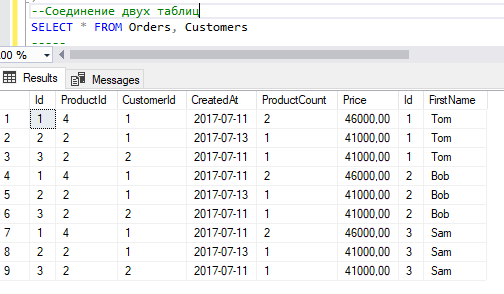 --Соединение двух таблиц
SELECT * FROM Orders, Customers
-----
00 %
Results Messages
Id ProductId CustomerId CreatedAt ProductCount Price Id FirstName
1 1 4 1 2017-07-11 2 46000,00 1 Tom
2 2 2 1 2017-07-13 1 41000,00 1 Tom
3 3 2 2 2017-07-11 1 41000,00 1 Tom
4 1 4 1 2017-07-11 2 46000,00 2 Bob
5 2 2 1 2017-07-13 1 41000,00 2 Bob
6 3 2 2 2017-07-11 1 41000,00 2 Bob
7 1 4 1 2017-07-11 2 46000,00 3 Sam
8 2 2 1 2017-07-13 1 41000,00 3 Sam
9 3 2 2 2017-07-11 1 41000,00 3 Sam